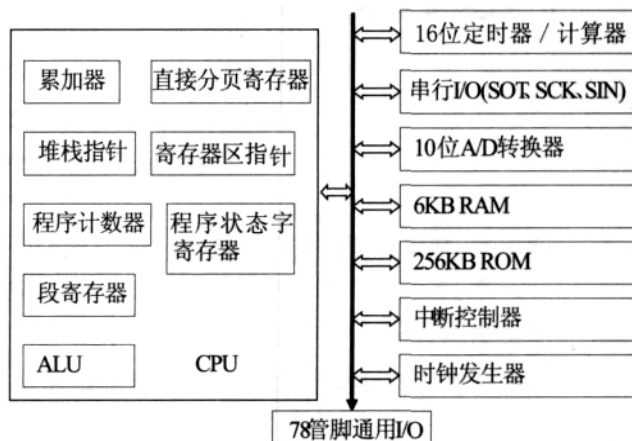 累加器
直接分页寄存器
堆栈指针
寄存器区指针
程序计数器
程序状态字
寄存器
段寄存器
ALU
CPU
16位定时器 / 计算器
串行I/O(SOT、SCK、SIN)
10位A/D转换器
6KB RAM
256KB ROM
中断控制器
时钟发生器
78管脚通用I/O